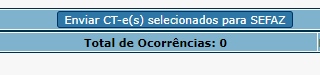 Enviar CT-e(s) selecionados para SEFAZ
Total de Ocorrências: 0